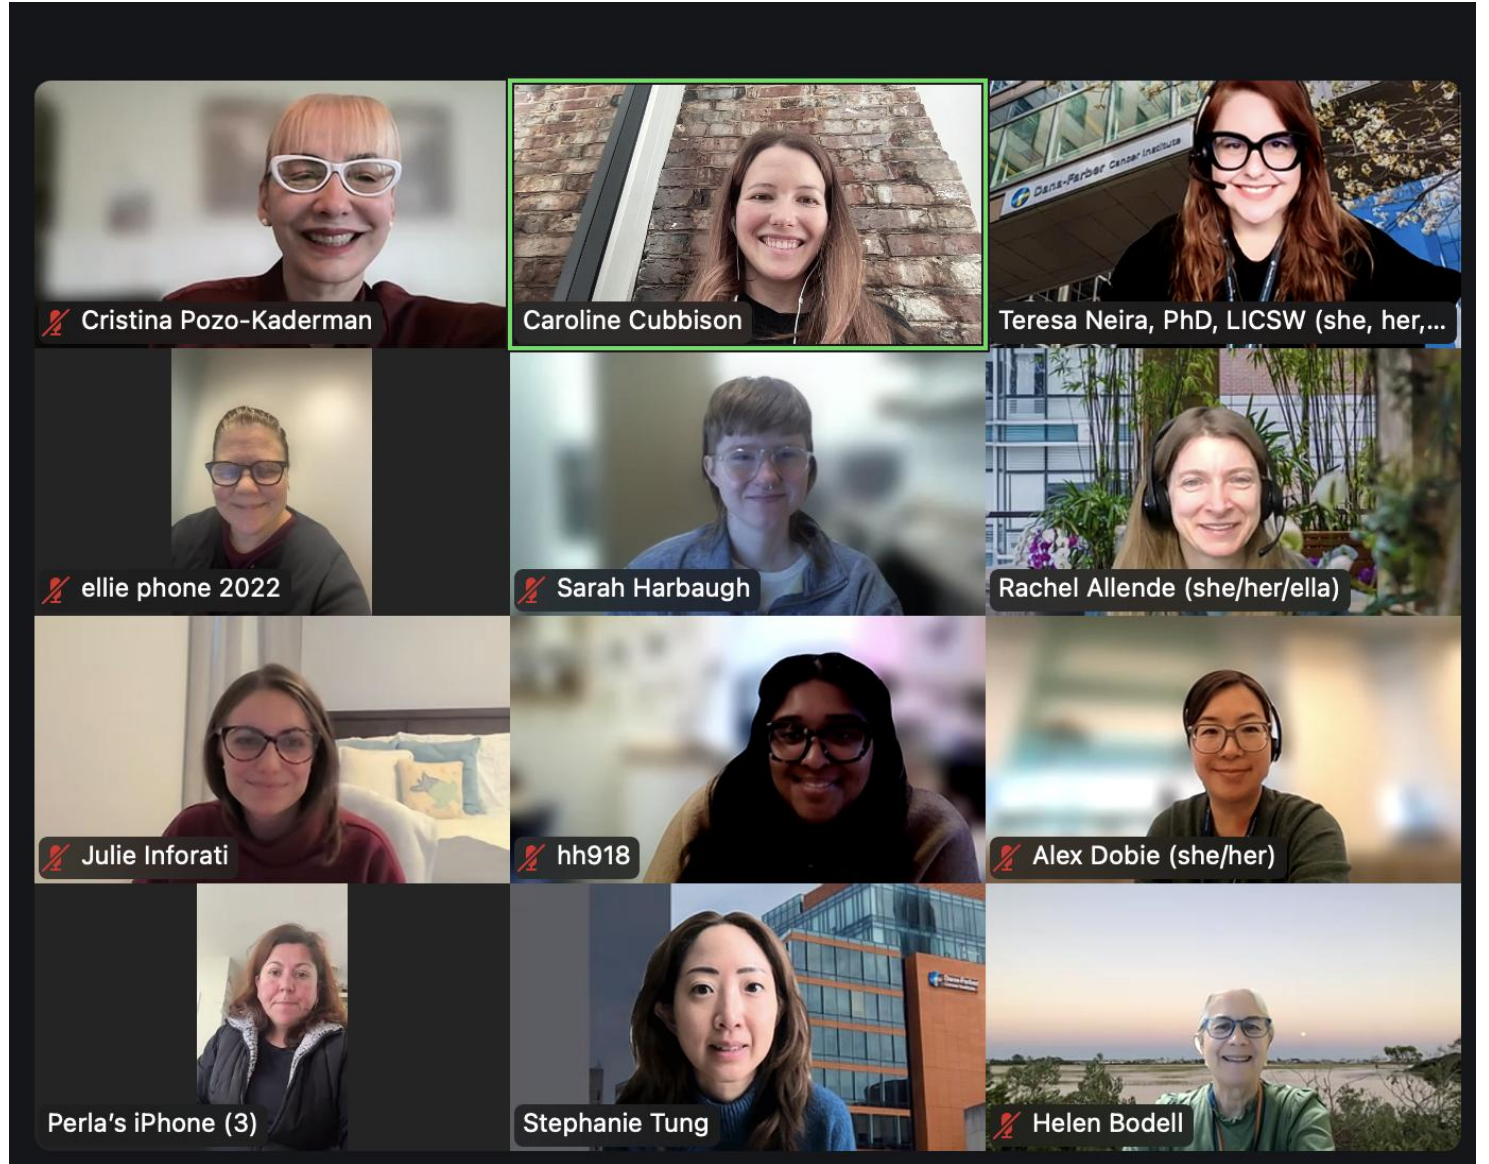 Cristina Pozo-Kaderman
Caroline Cubbison
Dana-Farber Cancer Institute
Teresa Neira, PhD, LICSW (she, her,...
ellie phone 2022
Sarah Harbaugh
Rachel Allende (she/her/ella)
Julie Inforati
hh918
Alex Dobie (she/her)
Perla's iPhone (3)
Stephanie Tung
Dana-Farber
Helen Bodell